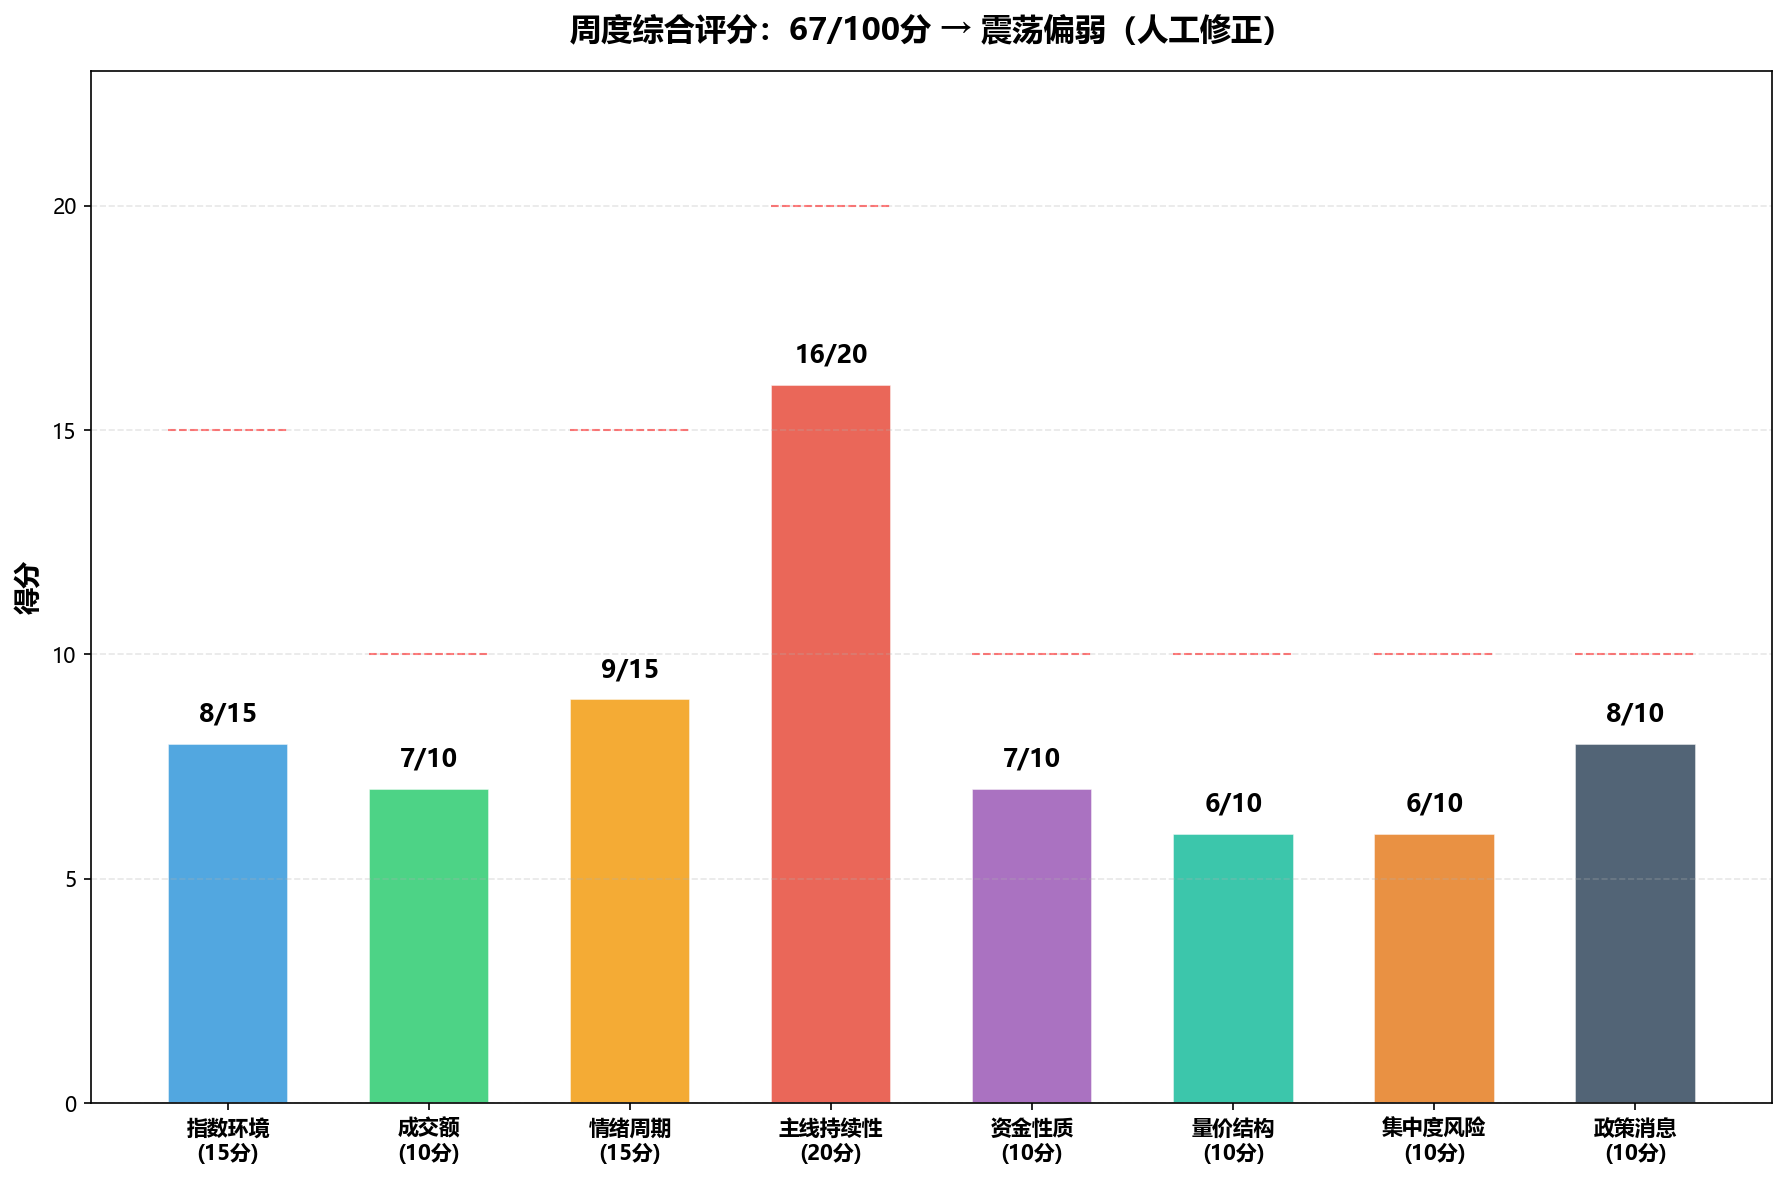 周度综合评分：67/100分 → 震荡偏弱（人工修正）
得分
20
15
10
5
0
8/15
7/10
9/15
16/20
7/10
6/10
6/10
8/10
指数环境
(15分)
成交额
(10分)
情绪周期
(15分)
主线持续性
(20分)
资金性质
(10分)
量价结构
(10分)
集中度风险
(10分)
政策消息
(10分)